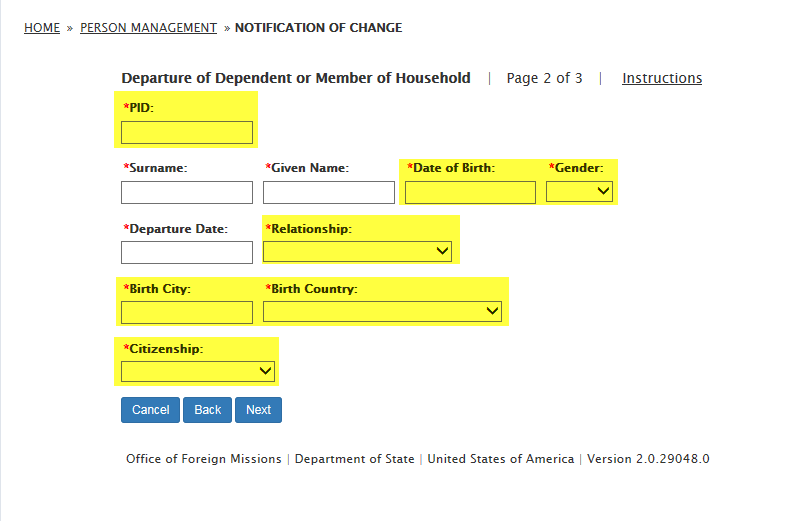 HOME » PERSON MANAGEMENT » NOTIFICATION OF CHANGE
Departure of Dependent or Member of Household | Page 2 of 3 | Instructions
*PID:
*Surname: *Given Name: *Date of Birth: *Gender:
*Departure Date: *Relationship:
*Birth City: *Birth Country:
*Citizenship:
Cancel Back Next
Office of Foreign Missions | Department of State | United States of America | Version 2.0.29048.0